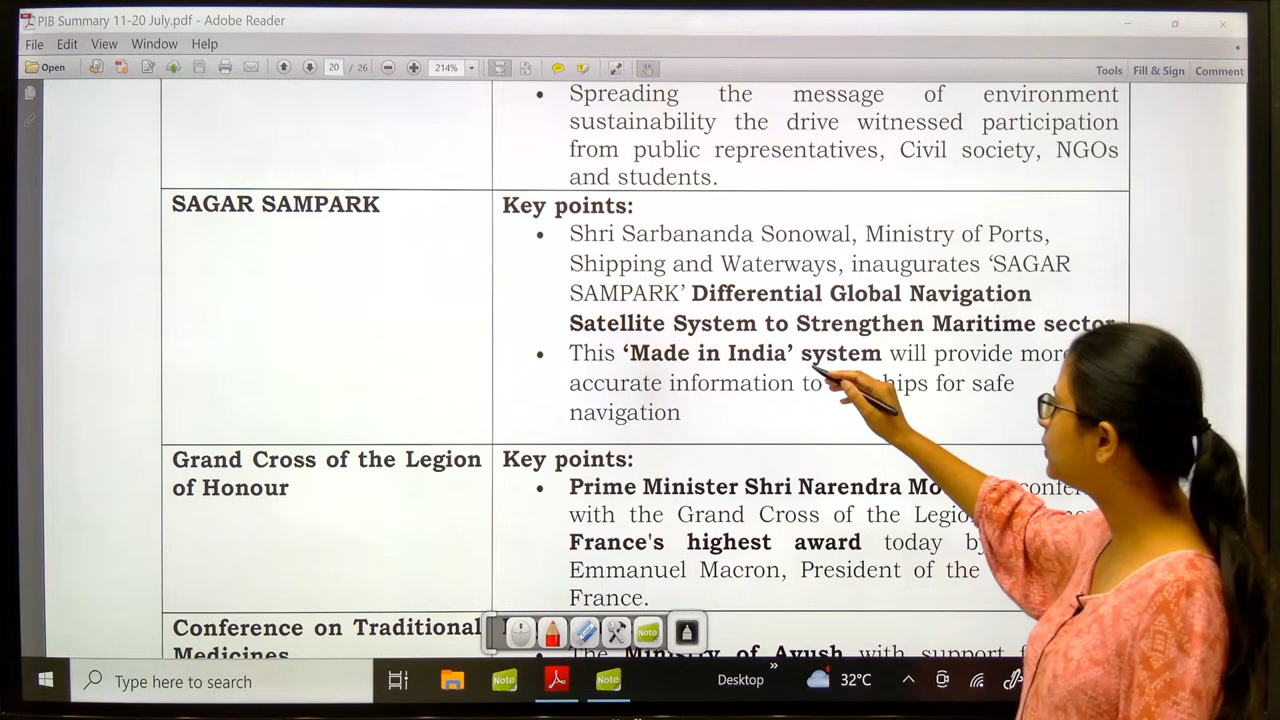 PIB Summary 11-20 July.pdf - Adobe Reader
File Edit View Window Help
Open 20 / 26 214% Tools Fill & Sign Comment
• Spreading the message of environment
sustainability the drive witnessed participation
from public representatives, Civil society, NGOs
and students.
SAGAR SAMPARK
Key points:
• Shri Sarbananda Sonowal, Ministry of Ports,
Shipping and Waterways, inaugurates ‘SAGAR
SAMPARK’ Differential Global Navigation
Satellite System to Strengthen Maritime sector
• This ‘Made in India’ system will provide more
accurate information to for safe
navigation
Grand Cross of the Legion
of Honour
Key points:
• Prime Minister Shri Narendra
with the Grand Cross of the
France's highest award today
Emmanuel Macron, President of the
France.
Conference on Traditional
Medicines
The Ministry of Ayush with support
Note
Type here to search
Note
Note
Desktop
»
32°C